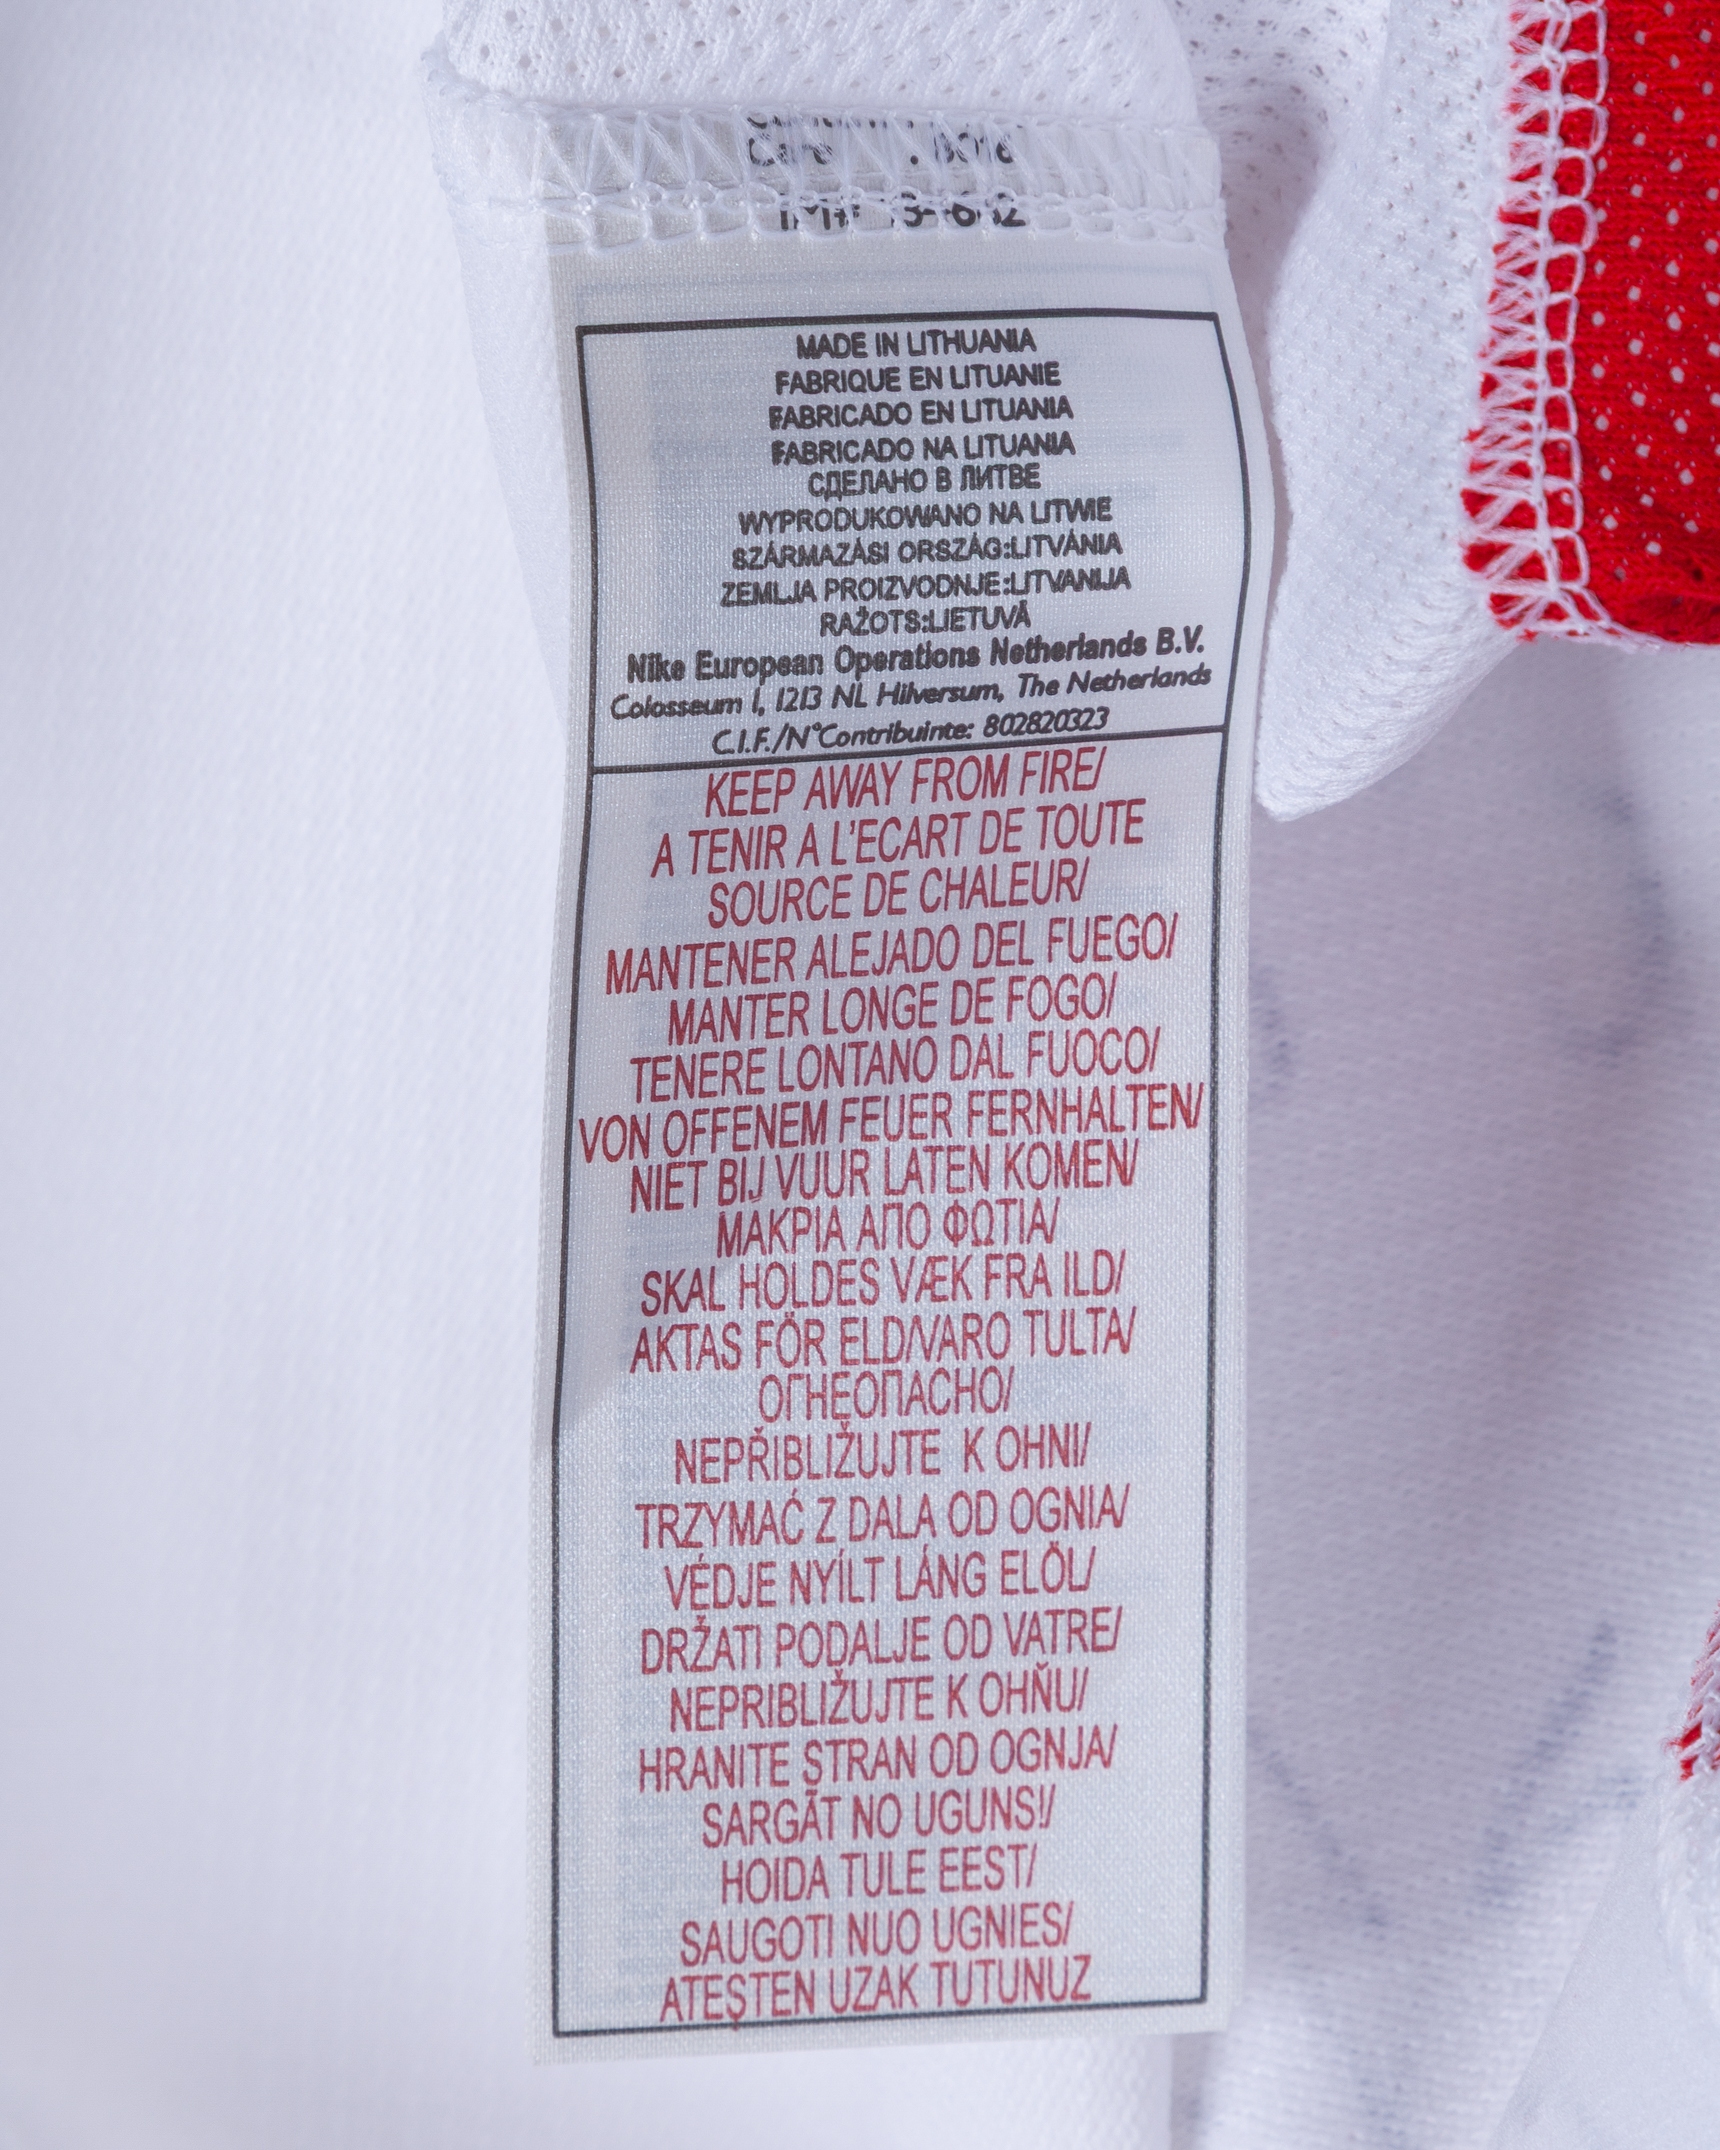 MADE IN LITHUANIA
FABRIQUE EN LITUANIE
FABRICADO EN LITUANIA
FABRICADO NA LITUANIA
СДЕЛАНО В ЛИТВЕ
WYPRODUKOWANO NA LITWIE
SZÁRMAZÁSI ORSZÁG:LITVÁNIA
ZEMLJA PROIZVODNJE:LITVANIJA
RAŽOTS:LIETUVĀ
Nike European Operations Netherlands B.V.
Colosseum 1, 1213 NL Hilversum, The Netherlands
C.I.F./N°Contribuinte: 802820323
KEEP AWAY FROM FIRE/
A TENIR A L'ECART DE TOUTE
SOURCE DE CHALEUR/
MANTENER ALEJADO DEL FUEGO/
MANTER LONGE DE FOGO/
TENERE LONTANO DAL FUOCO/
VON OFFENEM FEUER FERNHALTEN/
NIET BIJ VUUR LATEN KOMEN/
ΜΑΚΡΙΑ ΑΠΟ ΦΩΤΙΑ/
SKAL HOLDES VÆK FRA ILD/
AKTAS FÖR ELD/VARO TULTA/
ОГНЕОПАСНО/
NEPŘIBLIŽUJTE K OHNI/
TRZYMAĆ Z DALA OD OGNIA/
VÉDJE NYÍLT LÁNG ELÖL/
DRŽATI PODALJE OD VATRE/
NEPRIBLIŽUJTE K OHŇU/
HRANITE STRAN OD OGNJA/
SARGĀT NO UGUNS!/
HOIDA TULE EEST/
SAUGOTI NUO UGNIES/
ATEŞTEN UZAK TUTUNUZ